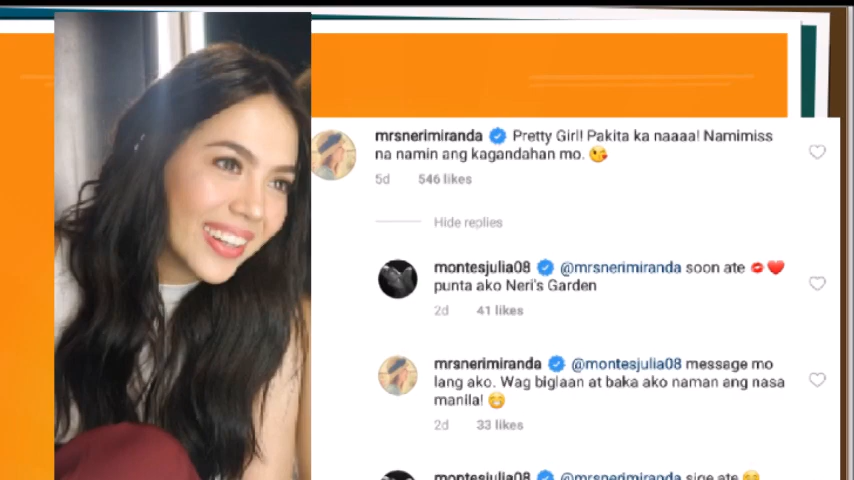 mrsnerimiranda Pretty Girl! Pakita ka naaaa! Namimiss
na namin ang kagandahan mo. 😘
5d 546 likes
Hide replies
montesjulia08 @mrsnerimiranda soon ate 💋❤️
punta ako Neri's Garden
2d 41 likes
mrsnerimiranda @montesjulia08 message mo
lang ako. Wag biglaan at baka ako naman ang nasa
manila! 😁
2d 33 likes
montesjulia08 @mrsnerimiranda sige ate 😊